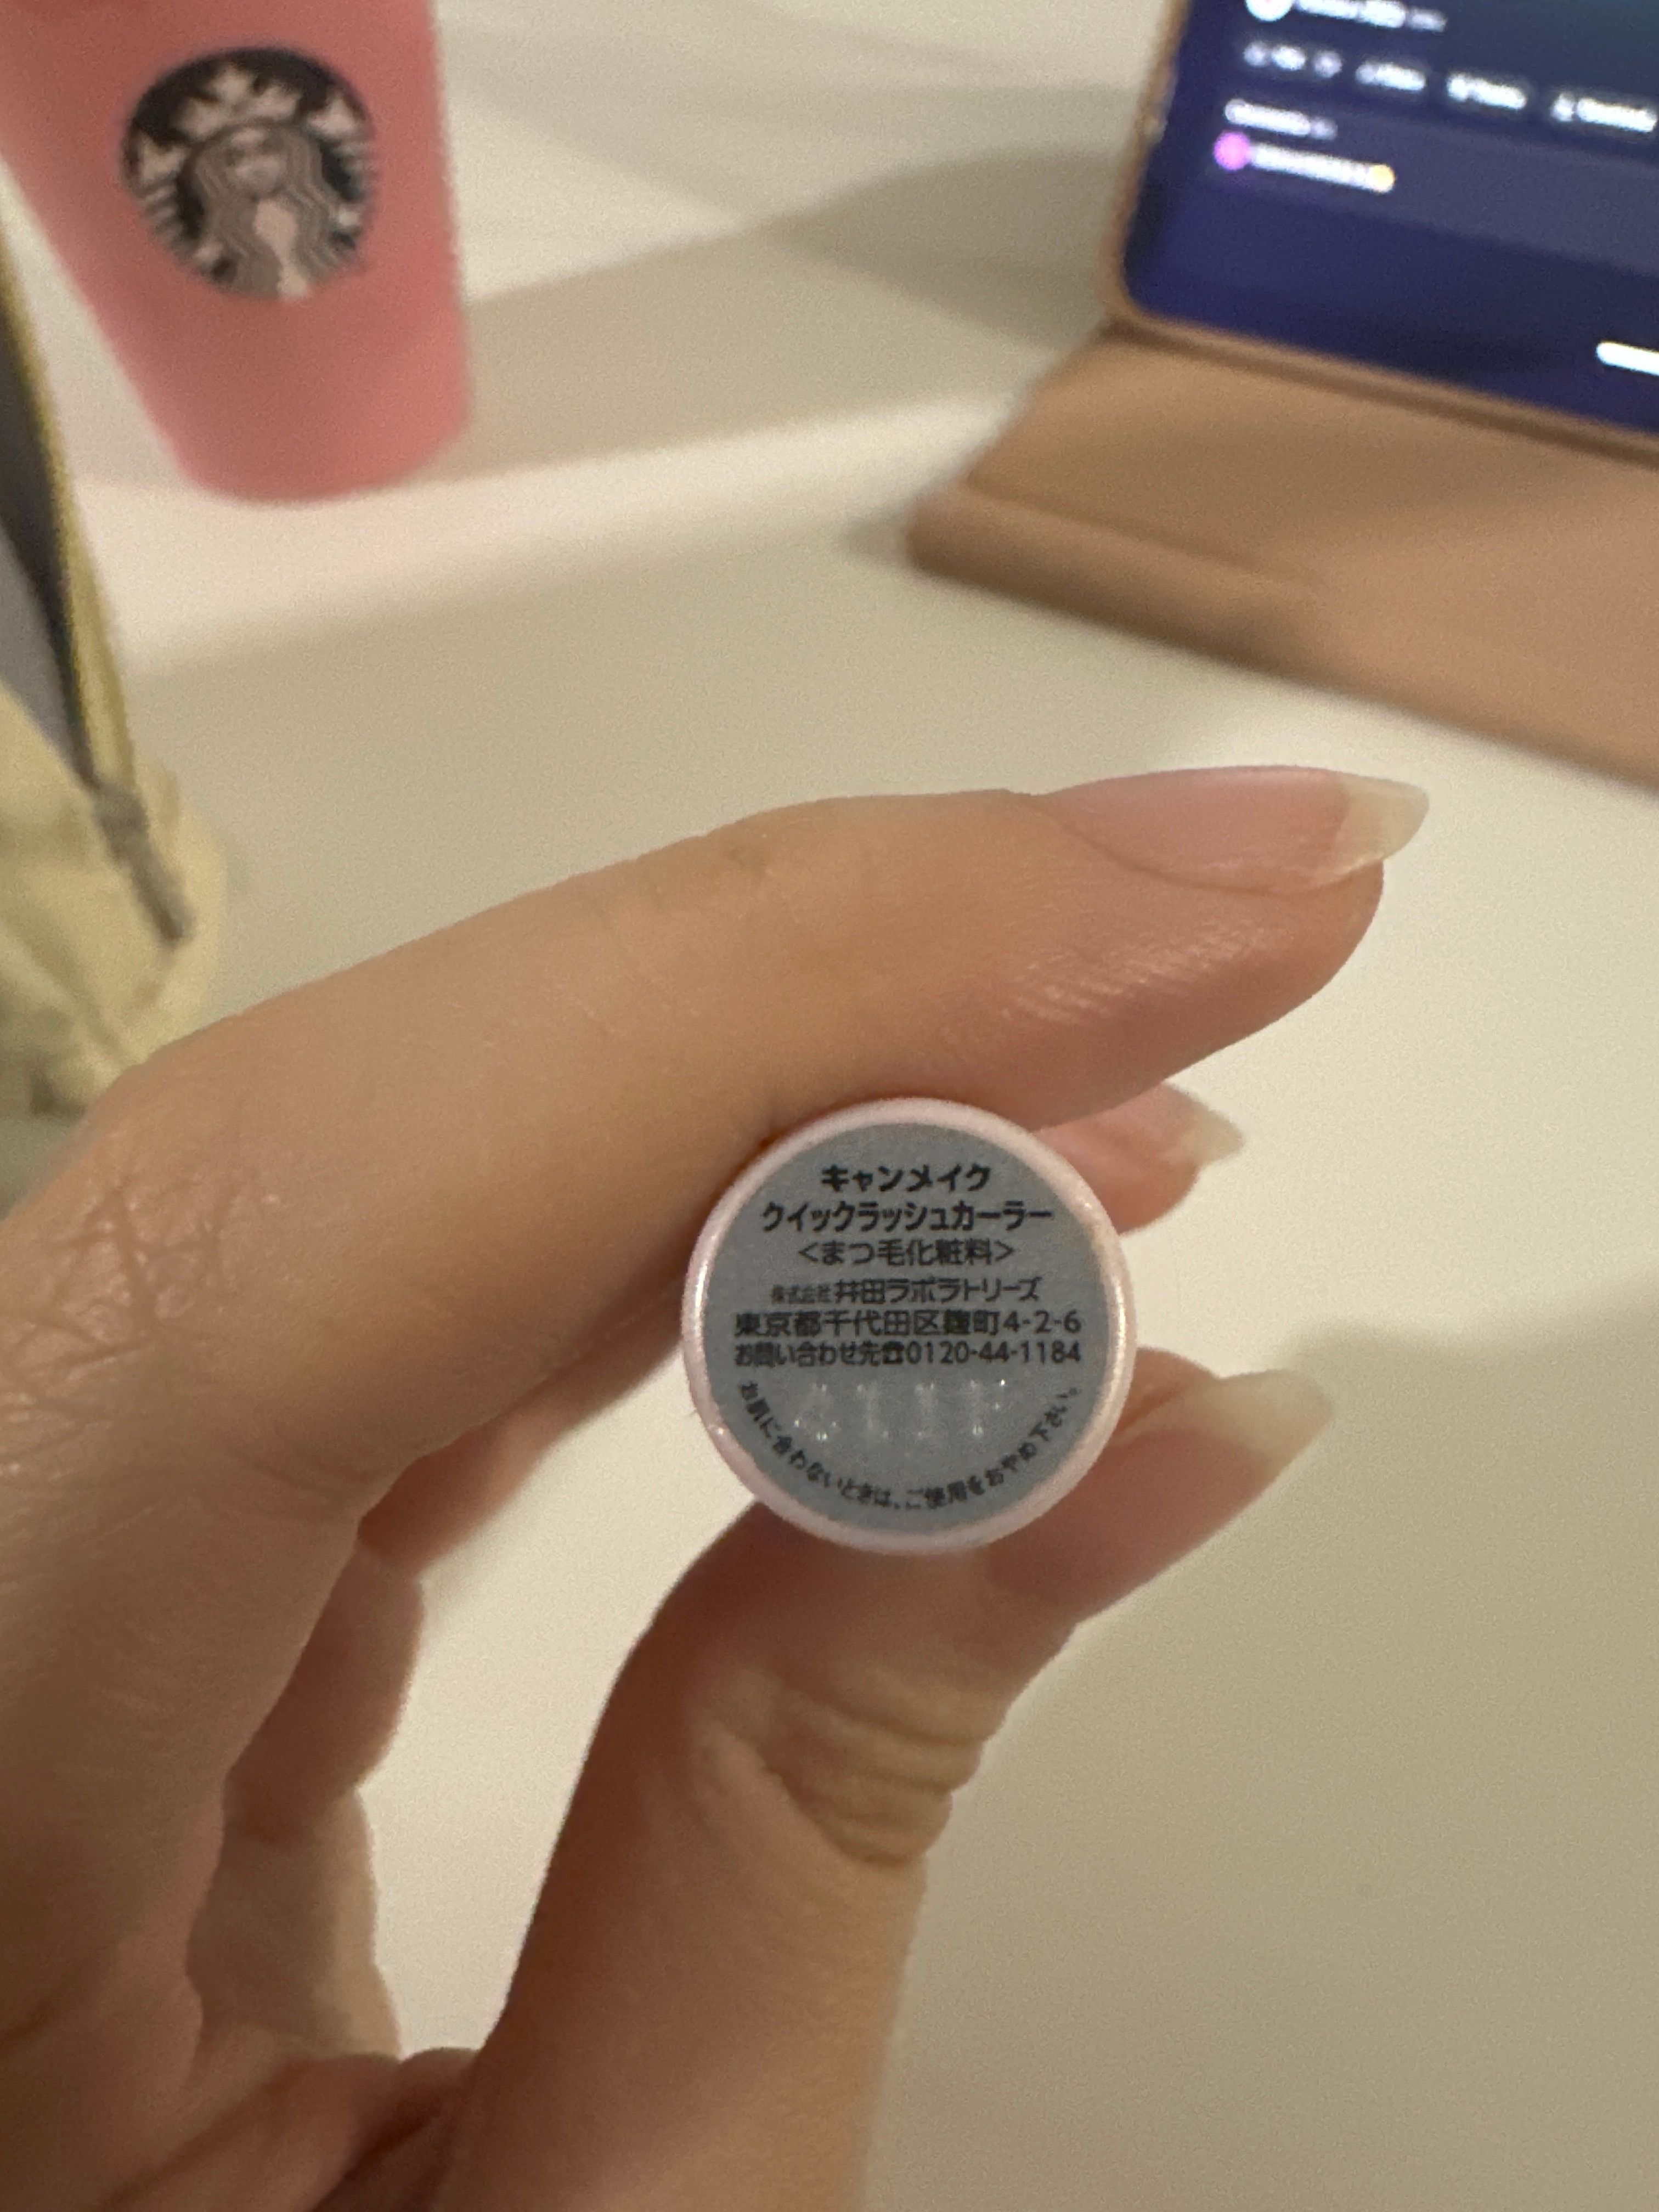 キャンメイク
クイックラッシュカーラー
<まつ毛化粧料>
株式会社井田ラボラトリーズ
東京都千代田区麹町4-2-6
お問い合わせ先☎0120-44-1184
お肌に合わないときは、ご使用をおやめ下さい。